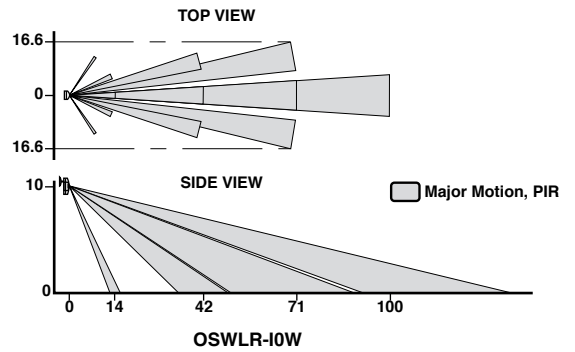 TOP VIEW
16.6
0
16.6
SIDE VIEW
10
Major Motion, PIR
0
0 14 42 71 100
OSWLR-I0W